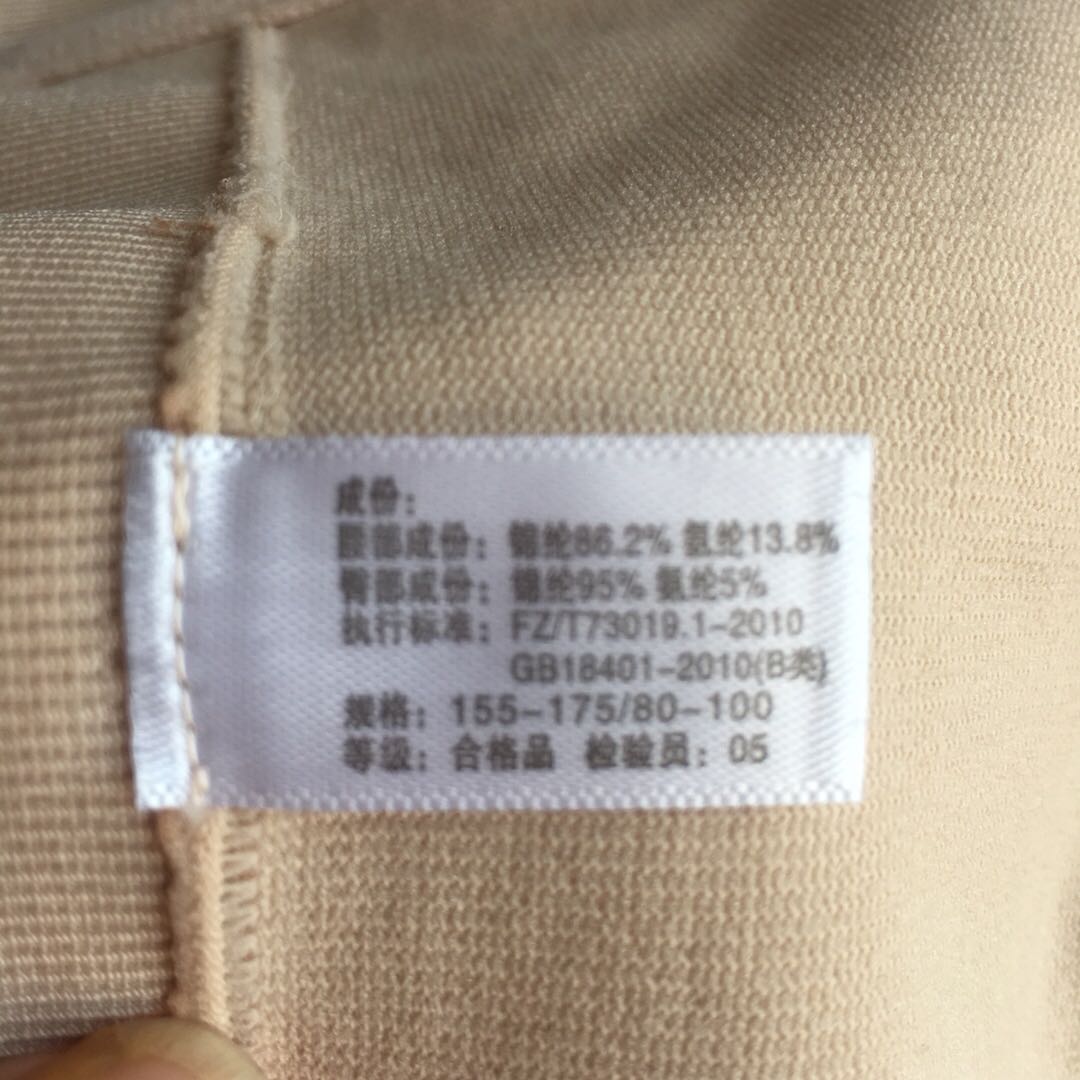 成份：
腰部成份：锦纶86.2% 氨纶13.8%
臀部成份：锦纶95% 氨纶5%
执行标准：FZ/T73019.1-2010
GB18401-2010(B类)
规格：155-175/80-100
等级：合格品 检验员：05